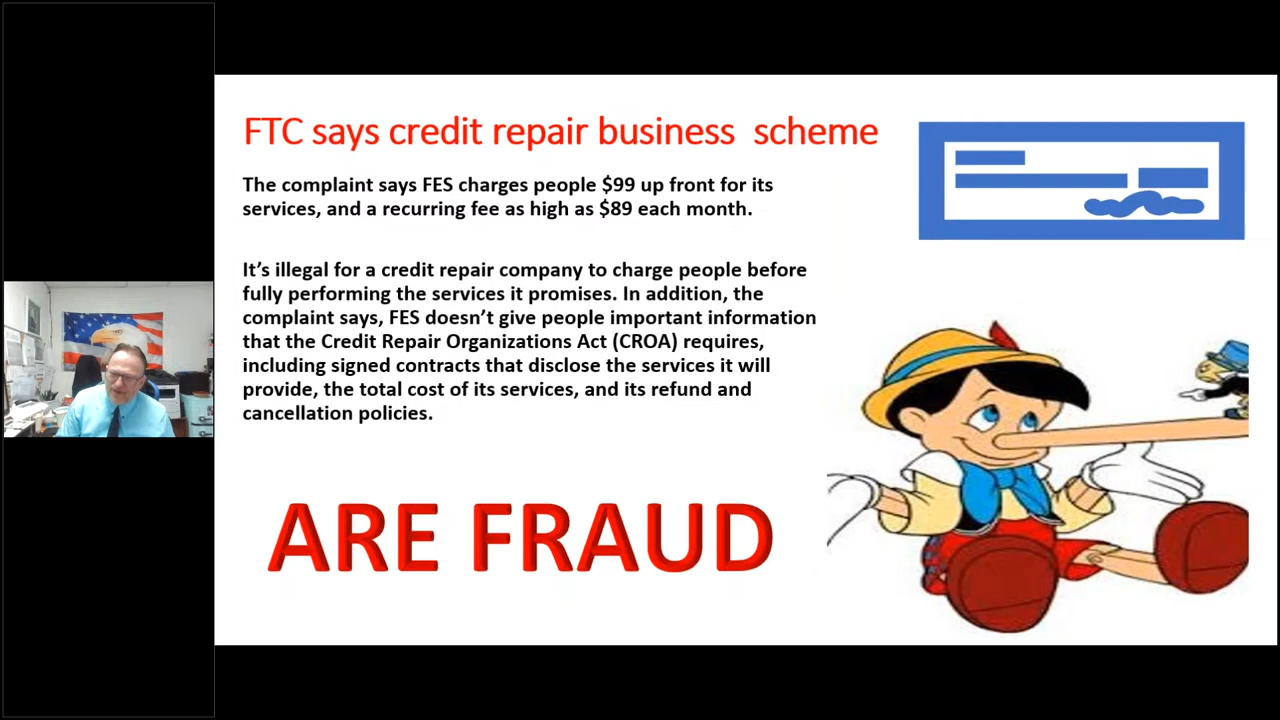 FTC says credit repair business  scheme
The complaint says FES charges people $99 up front for its
services, and a recurring fee as high as $89 each month.
It’s illegal for a credit repair company to charge people before
fully performing the services it promises. In addition, the
complaint says, FES doesn’t give people important information
that the Credit Repair Organizations Act (CROA) requires,
including signed contracts that disclose the services it will
provide, the total cost of its services, and its refund and
cancellation policies.
ARE FRAUD